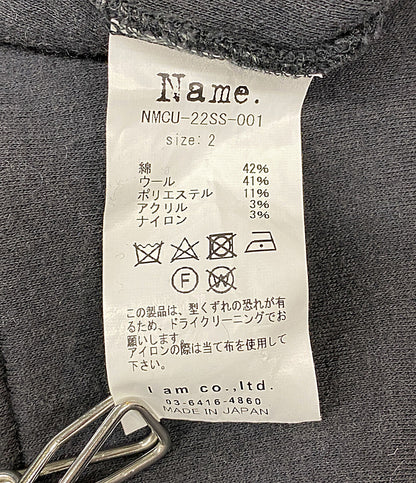 Name.
NMCU-22SS-001
size: 2
綿 42%
ウール 41%
ポリエステル 11%
アクリル 3%
ナイロン 3%
F W
この製品は、型くずれの恐れが有
るため、ドライクリーニングでお
願いします。
アイロンの際は当て布を使用して
下さい。
I am co.,ltd.
03-6416-4860
MADE IN JAPAN